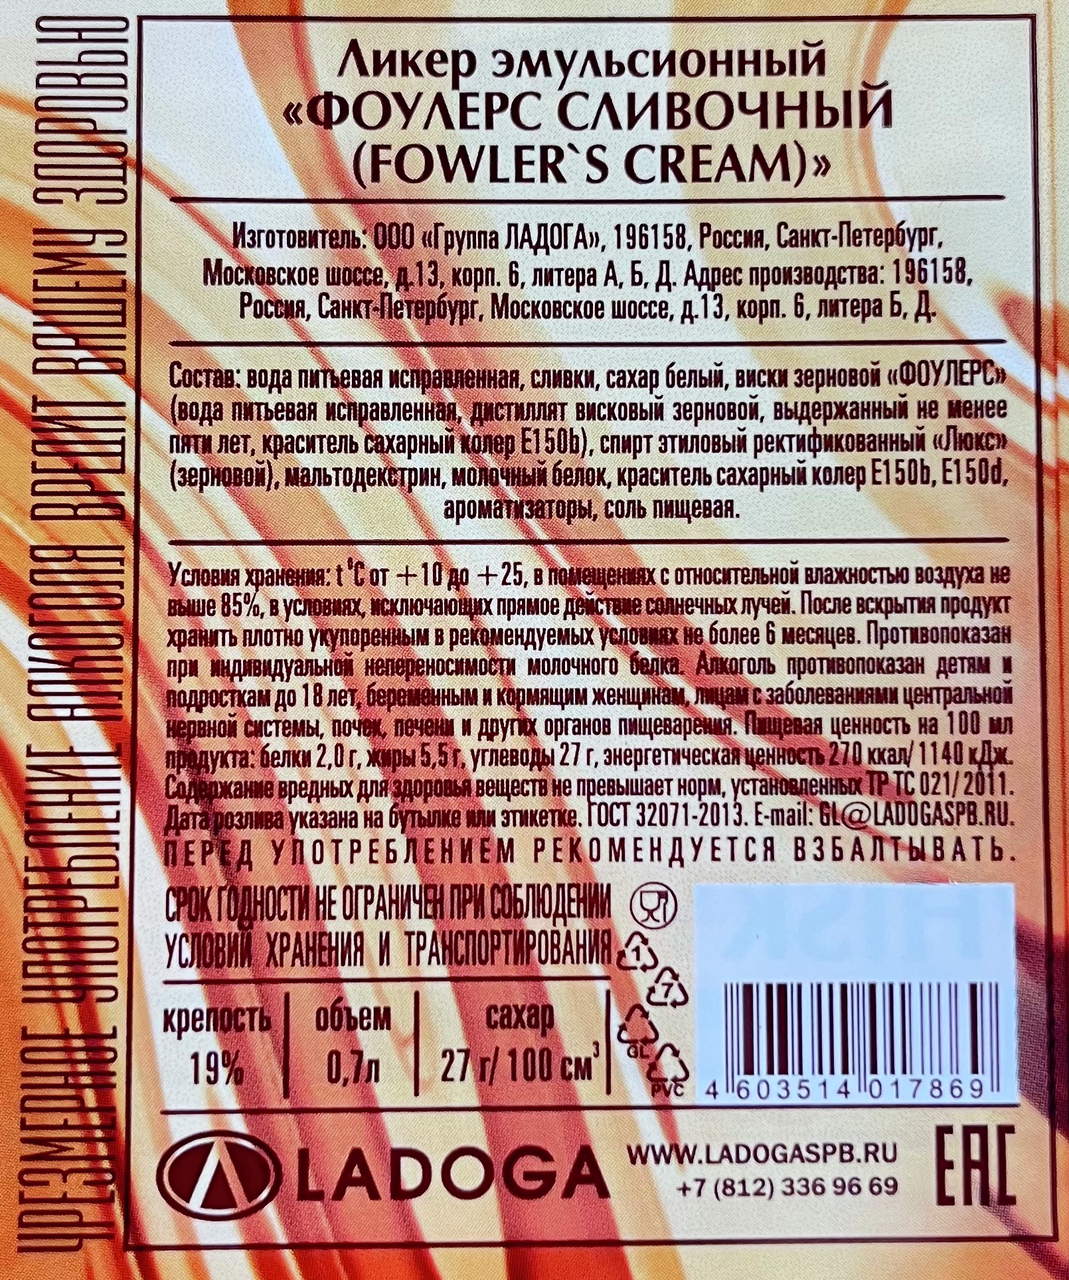 ЧРЕЗМЕРНОЕ УПОТРЕБЛЕНИЕ АЛКОГОЛЯ ВРЕДИТ ВАШЕМУ ЗДОРОВЬЮ
Ликер эмульсионный
«ФОУЛЕРС СЛИВОЧНЫЙ
(FOWLER`S CREAM)»
Изготовитель: ООО «Группа ЛАДОГА», 196158, Россия, Санкт-Петербург,
Московское шоссе, д.13, корп. 6, литера А, Б, Д. Адрес производства: 196158,
Россия, Санкт-Петербург, Московское шоссе, д.13, корп. 6, литера Б, Д.
Состав: вода питьевая исправленная, сливки, сахар белый, виски зерновой «ФОУЛЕРС»
(вода питьевая исправленная, дистиллят висковый зерновой, выдержанный не менее
пяти лет, краситель сахарный колер E150b), спирт этиловый ректификованный «Люкс»
(зерновой), мальтодекстрин, молочный белок, краситель сахарный колер E150b, E150d,
ароматизаторы, соль пищевая.
Условия хранения: t°C от +10 до +25, в помещениях с относительной влажностью воздуха не
выше 85%, в условиях, исключающих прямое действие солнечных лучей. После вскрытия продукт
хранить плотно укупоренным в рекомендуемых условиях не более 6 месяцев. Противопоказан
при индивидуальной непереносимости молочного белка. Алкоголь противопоказан детям и
подросткам до 18 лет, беременным и кормящим женщинам, лицам с заболеваниями центральной
нервной системы, почек, печени и других органов пищеварения. Пищевая ценность на 100 мл
продукта: белки 2,0 г, жиры 5,5 г, углеводы 27 г, энергетическая ценность 270 ккал/ 1140 кДж.
Содержание вредных для здоровья веществ не превышает норм, установленных ТР ТС 021/ 2011.
Дата розлива указана на бутылке или этикетке. ГОСТ 32071-2013. E-mail: GL@LADOGASPB.RU.
ПЕРЕД УПОТРЕБЛЕНИЕМ РЕКОМЕНДУЕТСЯ ВЗБАЛТЫВАТЬ.
СРОК ГОДНОСТИ НЕ ОГРАНИЧЕН ПРИ СОБЛЮДЕНИИ
УСЛОВИЙ ХРАНЕНИЯ И ТРАНСПОРТИРОВАНИЯ
1
7
GL
PVC
крепость объем сахар
19% 0,7л 27 г/ 100 см³
4 603514 017869
LADOGA
WWW.LADOGASPB.RU
+7 (812) 336 96 69
EAC